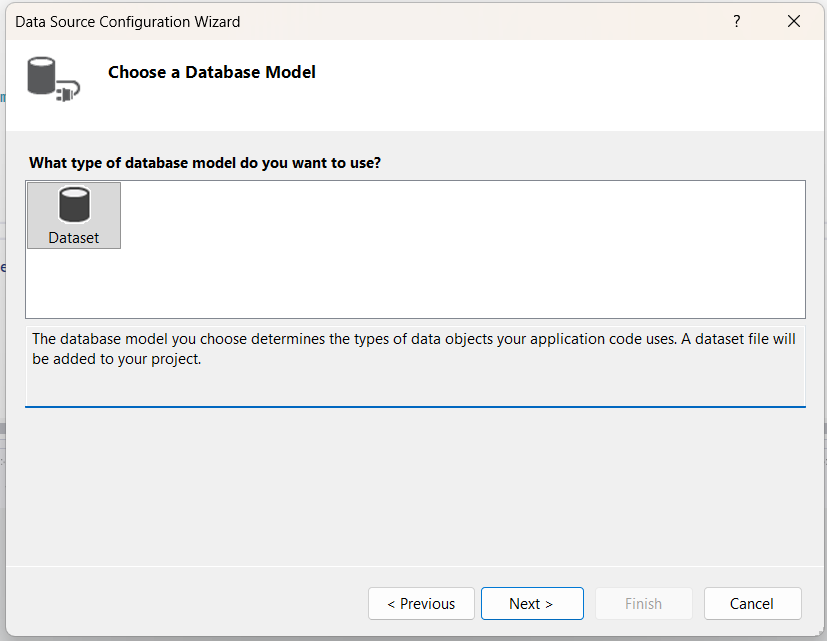 Data Source Configuration Wizard
?
Choose a Database Model
What type of database model do you want to use?
Dataset
The database model you choose determines the types of data objects your application code uses. A dataset file will
be added to your project.
< Previous
Next >
Finish
Cancel